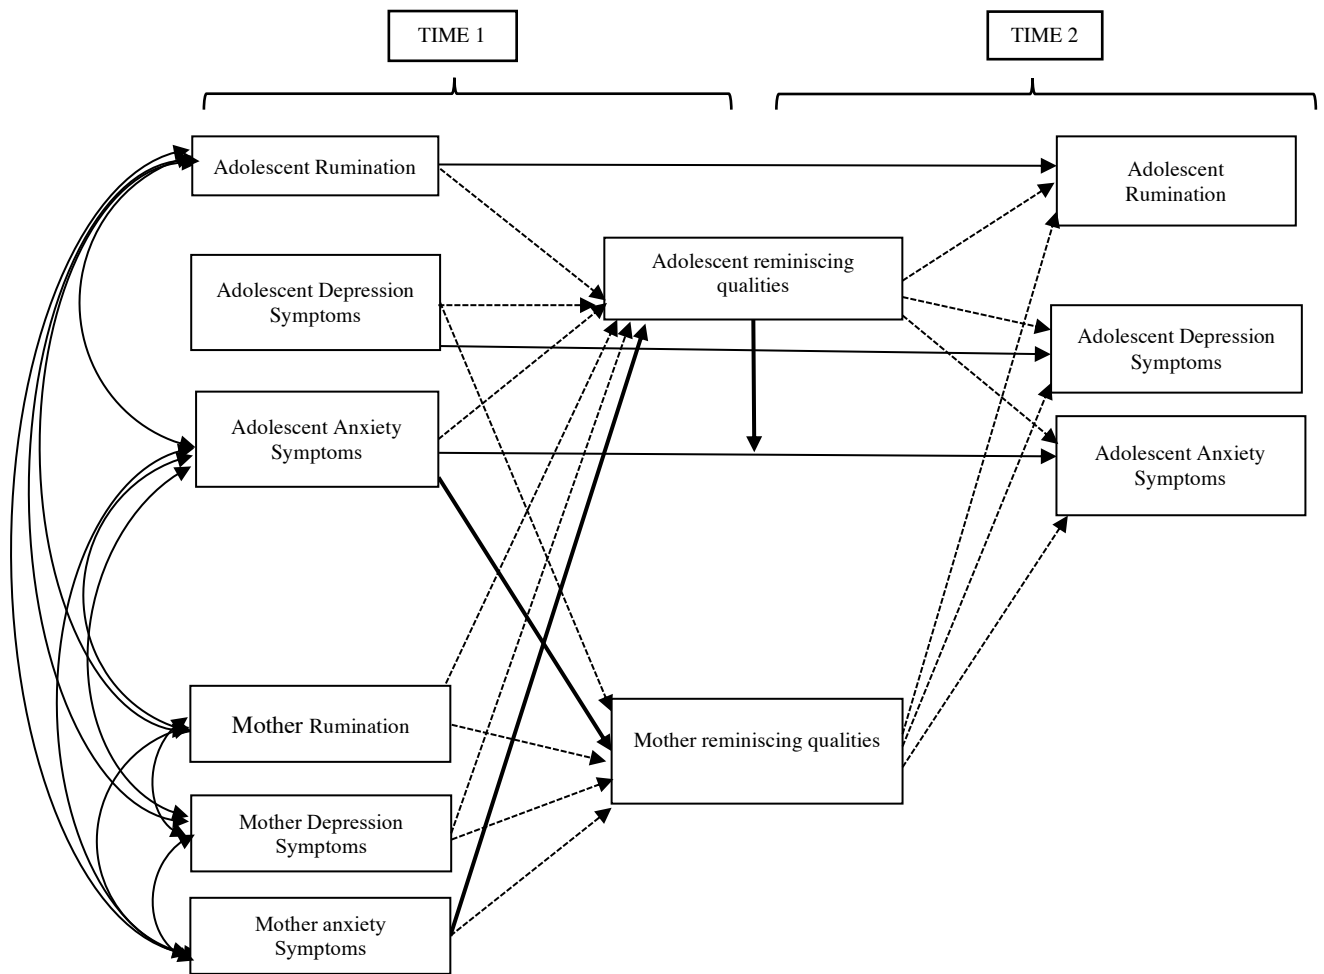 TIME 1
TIME 2
Adolescent Rumination
Adolescent Depression
Symptoms
Adolescent Anxiety
Symptoms
Mother Rumination
Mother Depression
Symptoms
Mother anxiety
Symptoms
Adolescent reminiscing
qualities
Mother reminiscing qualities
Adolescent
Rumination
Adolescent Depression
Symptoms
Adolescent Anxiety
Symptoms